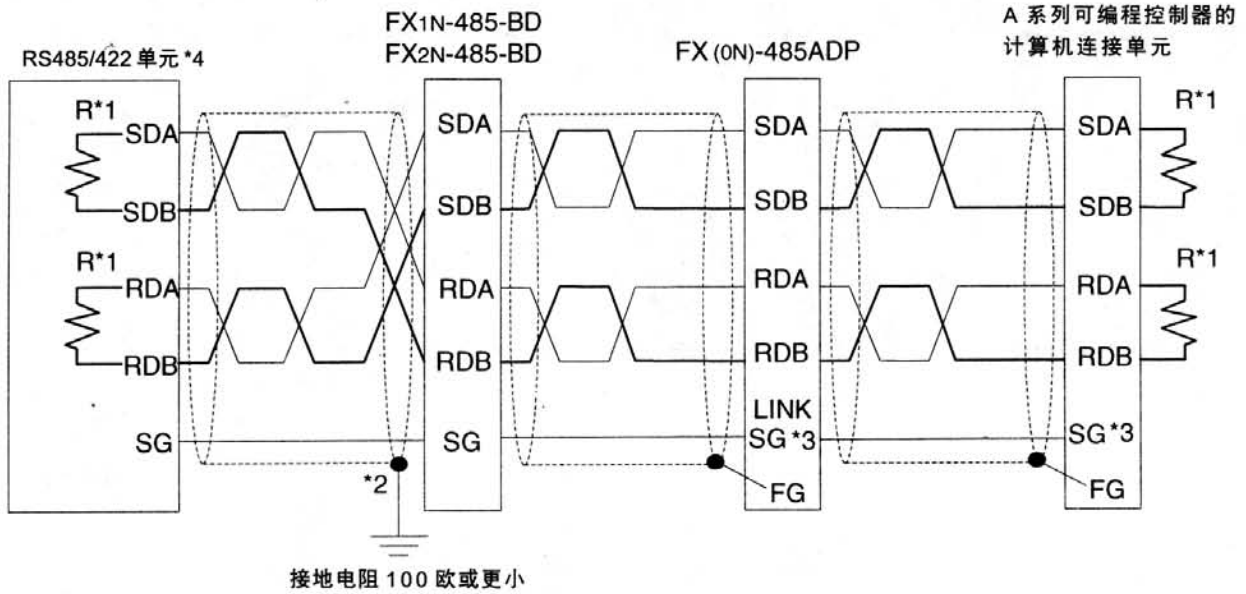 RS485/422 单元 *4
FX1N-485-BD
FX2N-485-BD
FX (0N)-485ADP
A 系列可编程控制器的
计算机连接单元
R*1
SDA
SDB
R*1
RDA
RDB
SG
*2
接地电阻 100 欧或更小
SDA
SDB
RDA
RDB
SG
SDA
SDB
RDA
RDB
LINK
SG *3
FG
SDA
SDB
RDA
RDB
SG*3
FG
R*1
R*1